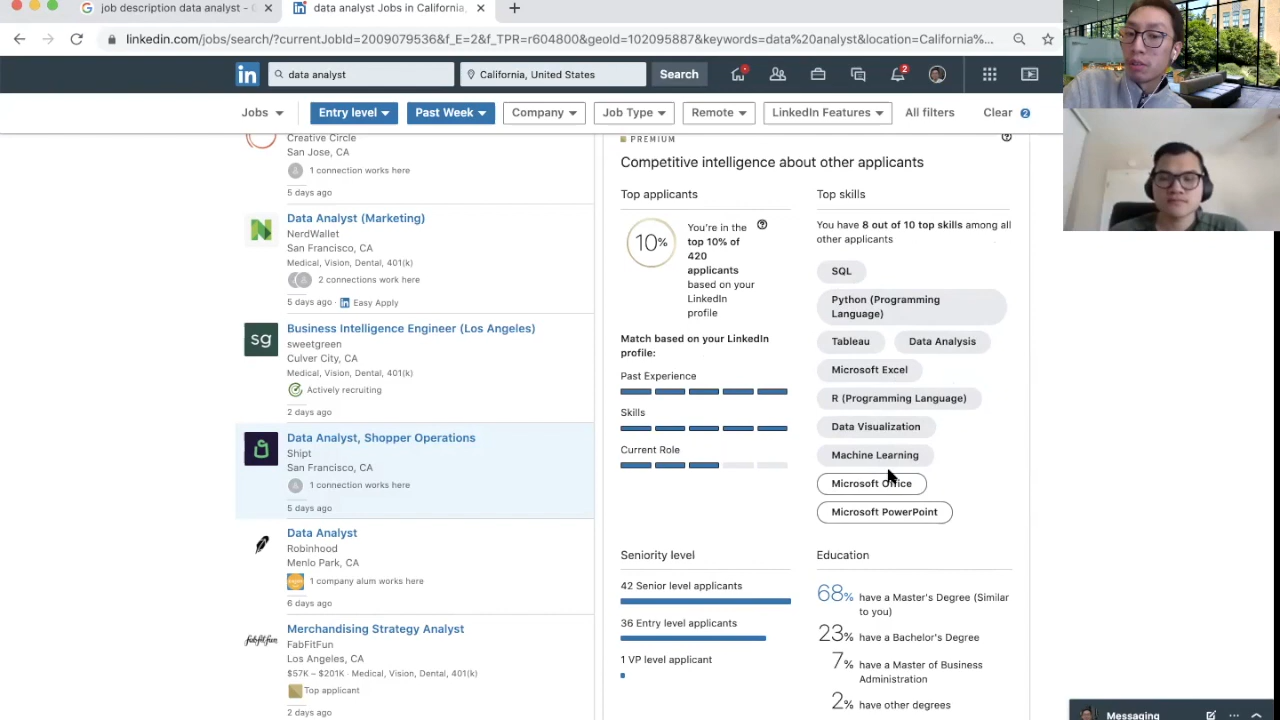 job description data analyst -
data analyst Jobs in California,
linkedin.com/jobs/search/?currentJobId=2009079536&f_E=2&f_TPR=r604800&geoId=102095887&keywords=data%20analyst&location=California%...
in
data analyst
California, United States
Search
2
Jobs
Entry level
Past Week
Company
Job Type
Remote
LinkedIn Features
All filters
Clear 2
Creative Circle
San Jose, CA
1 connection works here
5 days ago
Data Analyst (Marketing)
NerdWallet
San Francisco, CA
Medical, Vision, Dental, 401(k)
2 connections work here
5 days ago · in Easy Apply
sg
Business Intelligence Engineer (Los Angeles)
sweetgreen
Culver City, CA
Medical, Vision, Dental, 401(k)
Actively recruiting
2 days ago
Data Analyst, Shopper Operations
Shipt
San Francisco, CA
1 connection works here
5 days ago
Data Analyst
Robinhood
Menlo Park, CA
1 company alum works here
6 days ago
fabfitfun
Merchandising Strategy Analyst
FabFitFun
Los Angeles, CA
$57K – $201K · Medical, Vision, Dental, 401(k)
Top applicant
2 days ago
PREMIUM
Competitive intelligence about other applicants
Top applicants
10%
You're in the
top 10% of
420
applicants
based on your
LinkedIn
profile
Match based on your LinkedIn
profile:
Past Experience
Skills
Current Role
Top skills
You have 8 out of 10 top skills among all
other applicants
SQL
Python (Programming
Language)
Tableau
Data Analysis
Microsoft Excel
R (Programming Language)
Data Visualization
Machine Learning
Microsoft Office
Microsoft PowerPoint
Seniority level
42 Senior level applicants
36 Entry level applicants
1 VP level applicant
Education
68% have a Master's Degree (Similar
to you)
23% have a Bachelor's Degree
7% have a Master of Business
Administration
2% have other degrees
Messaging